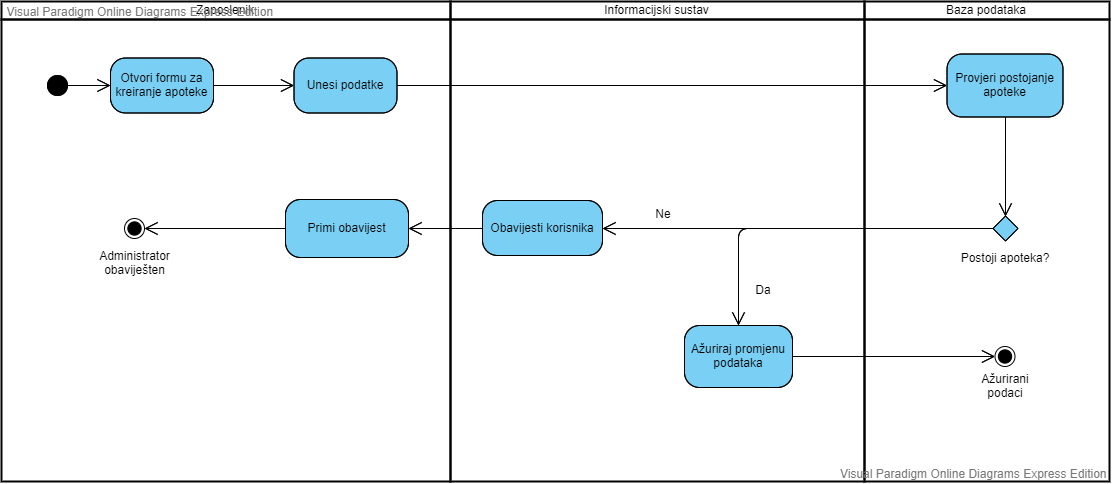 Visual Paradigm Online Diagrams Express Edition
Zaposlenik
Informacijski sustav
Baza podataka
Otvori formu za
kreiranje apoteke
Unesi podatke
Provjeri postojanje
apoteke
Ne
Primi obavijest
Obavijesti korisnika
Administrator
obaviješten
Postoji apoteka?
Da
Ažuriraj promjenu
podataka
Ažurirani
podaci
Visual Paradigm Online Diagrams Express Edition